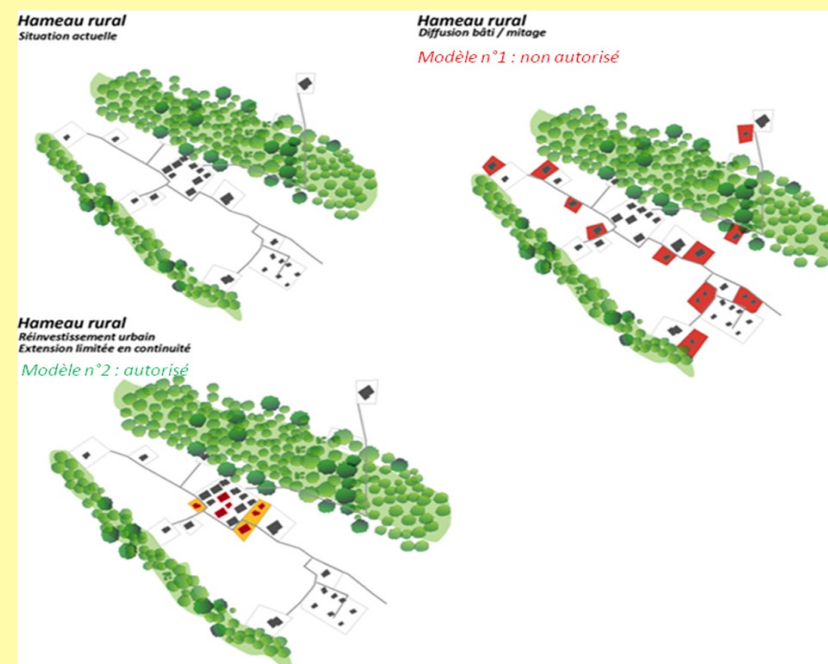 Hameau rural
Situation actuelle
Hameau rural
Diffusion bâti / mitage
Modèle n°1 : non autorisé
Hameau rural
Réinvestissement urbain
Extension limitée en continuité
Modèle n°2 : autorisé